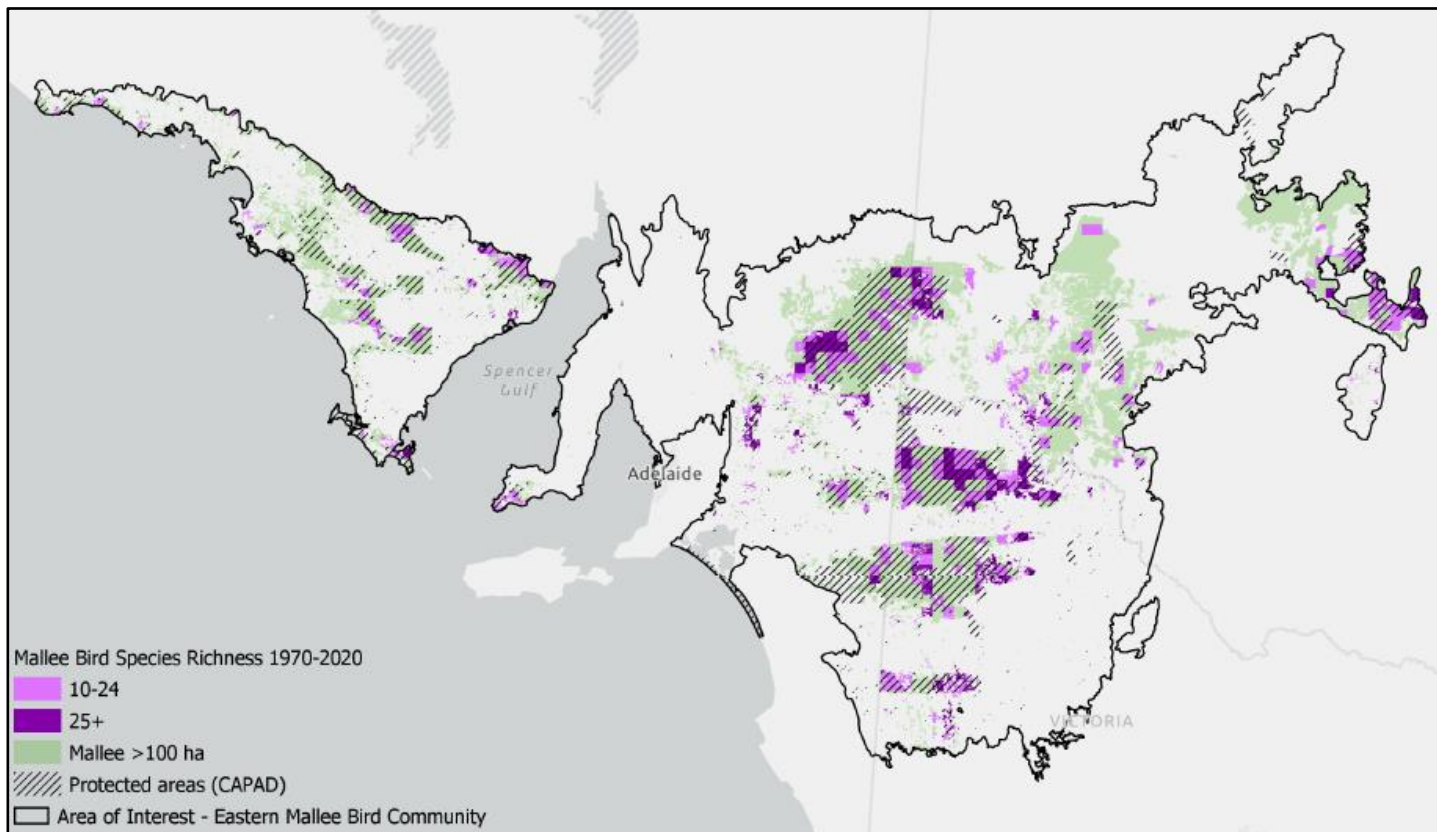 Spencer
Gulf
Adelaide
VICTORIA
Mallee Bird Species Richness 1970-2020
10-24
25+
Mallee >100 ha
Protected areas (CAPAD)
Area of Interest - Eastern Mallee Bird Community